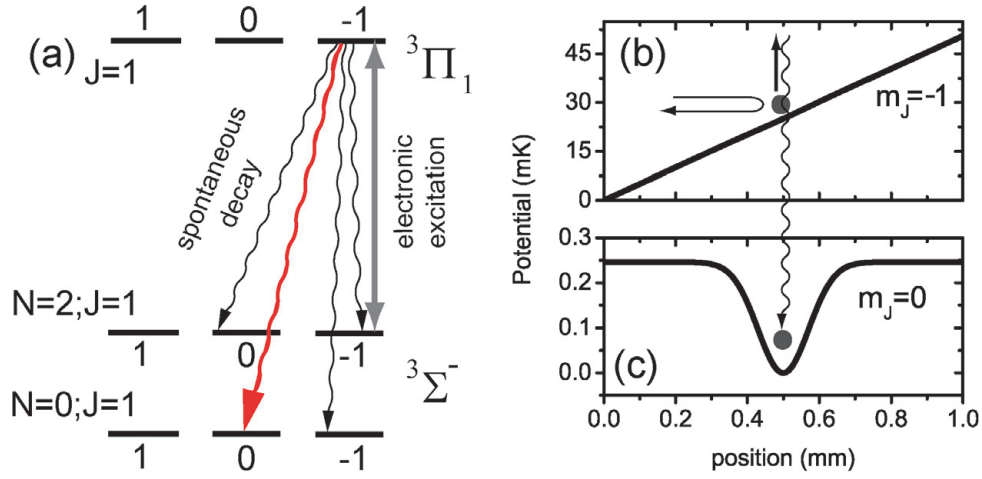 (a)
1 0 -1
J=1
³Π₁
spontaneous
decay
electronic
excitation
N=2;J=1
1 0 -1
³Σ⁻
N=0;J=1
1 0 -1
Potential (mK)
45
30
15
0
(b)
mJ=-1
0.3
0.2
0.1
0.0
mJ=0
(c)
0.0 0.2 0.4 0.6 0.8 1.0
position (mm)